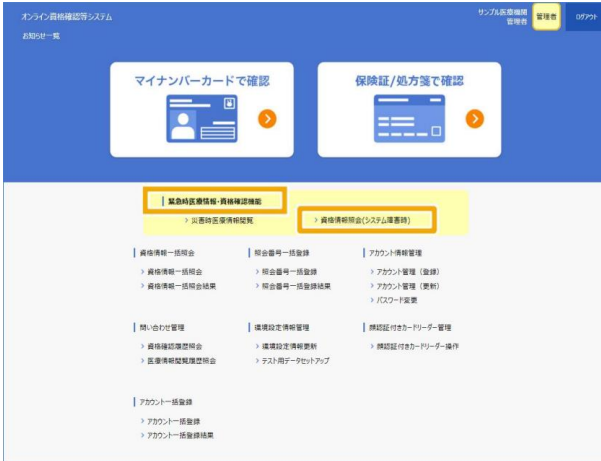 オンライン資格確認等システム
サンプル医療機関
管理者
管理者
ログアウト
お知らせ一覧
マイナンバーカードで確認
保険証/処方箋で確認
緊急時医療情報・資格確認機能
> 災害時医療情報閲覧
> 資格情報照会(システム障害時)
資格情報一括照会
> 資格情報一括照会
> 資格情報一括照会結果
照会番号一括登録
> 照会番号一括登録
> 照会番号一括登録結果
アカウント情報管理
> アカウント管理（登録）
> アカウント管理（更新）
> パスワード変更
問い合わせ管理
> 資格確認履歴照会
> 医療情報閲覧履歴照会
環境設定情報管理
> 環境設定情報更新
> テスト用データセットアップ
顔認証付きカードリーダー管理
> 顔認証付きカードリーダー操作
アカウント一括登録
> アカウント一括登録
> アカウント一括登録結果